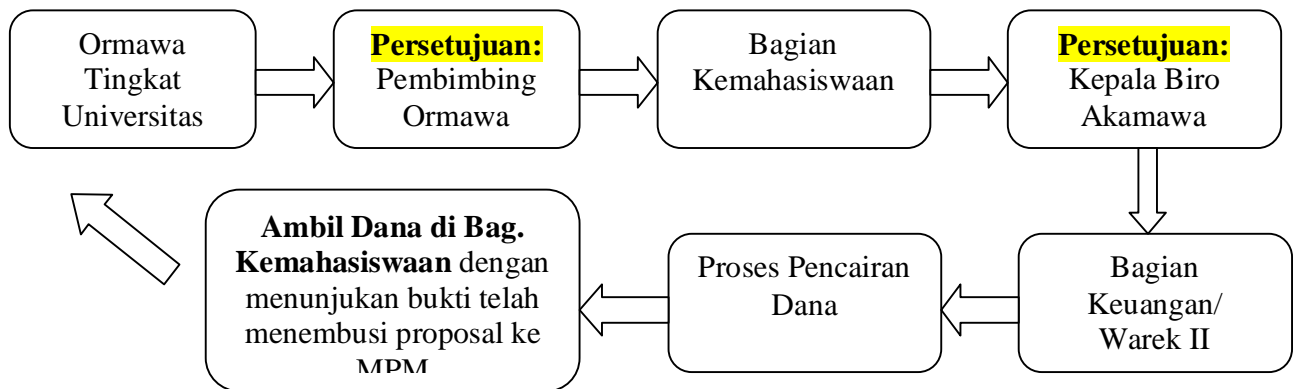 Ormawa
Tingkat
Universitas
Persetujuan:
Pembimbing
Ormawa
Bagian
Kemahasiswaan
Persetujuan:
Kepala Biro
Akamawa
Ambil Dana di Bag.
Kemahasiswaan dengan
menunjukan bukti telah
menembusi proposal ke
MPM
Proses Pencairan
Dana
Bagian
Keuangan/
Warek II